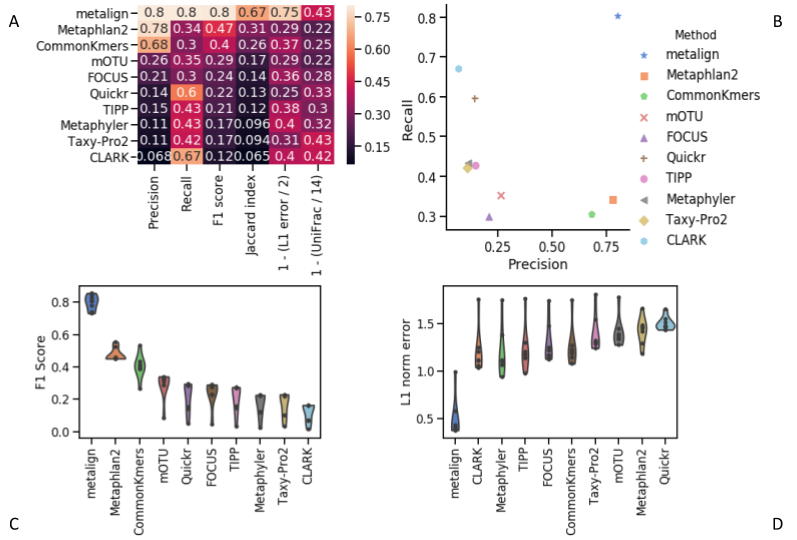 A
metalign 0.8 0.8 0.8 0.67 0.75 0.43
Metaphlan2 0.78 0.34 0.47 0.31 0.29 0.22
CommonKmers 0.68 0.3 0.4 0.26 0.37 0.25
mOTU 0.26 0.35 0.29 0.17 0.29 0.22
FOCUS 0.21 0.3 0.24 0.14 0.36 0.28
Quickr 0.14 0.6 0.22 0.13 0.25 0.33
TIPP 0.15 0.43 0.21 0.12 0.38 0.3
Metaphyler 0.11 0.43 0.17 0.096 0.4 0.32
Taxy-Pro2 0.11 0.42 0.17 0.094 0.31 0.43
CLARK 0.068 0.67 0.12 0.065 0.4 0.42
Precision
Recall
F1 score
Jaccard index
1 - (L1 error / 2)
1 - (UniFrac / 14)
0.75
0.60
0.45
0.30
0.15
B
Recall
0.8
0.7
0.6
0.5
0.4
0.3
0.25 0.50 0.75
Precision
Method
metalign
Metaphlan2
CommonKmers
mOTU
FOCUS
Quickr
TIPP
Metaphyler
Taxy-Pro2
CLARK
F1 Score
0.8
0.6
0.4
0.2
0.0
metalign
Metaphlan2
CommonKmers
mOTU
Quickr
FOCUS
TIPP
Metaphyler
Taxy-Pro2
CLARK
C
L1 norm error
1.5
1.0
0.5
metalign
CLARK
Metaphyler
TIPP
FOCUS
CommonKmers
Taxy-Pro2
mOTU
Metaphlan2
Quickr
D